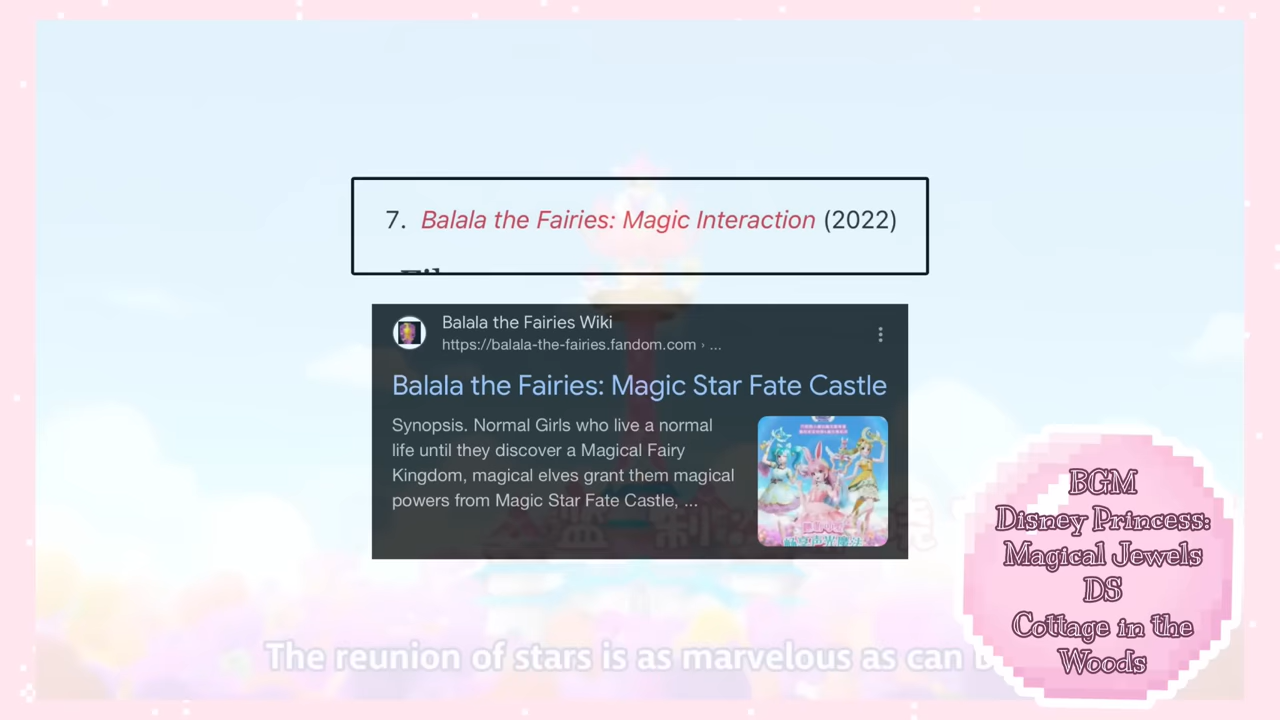 7. Balala the Fairies: Magic Interaction (2022)
Balala the Fairies Wiki
https://balala-the-fairies.fandom.com › ...
Balala the Fairies: Magic Star Fate Castle
Synopsis. Normal Girls who live a normal
life until they discover a Magical Fairy
Kingdom, magical elves grant them magical
powers from Magic Star Fate Castle, ...
BGM
Disney Princess:
Magical Jewels
DS
Cottage in the
Woods
The reunion of stars is as marvelous as can